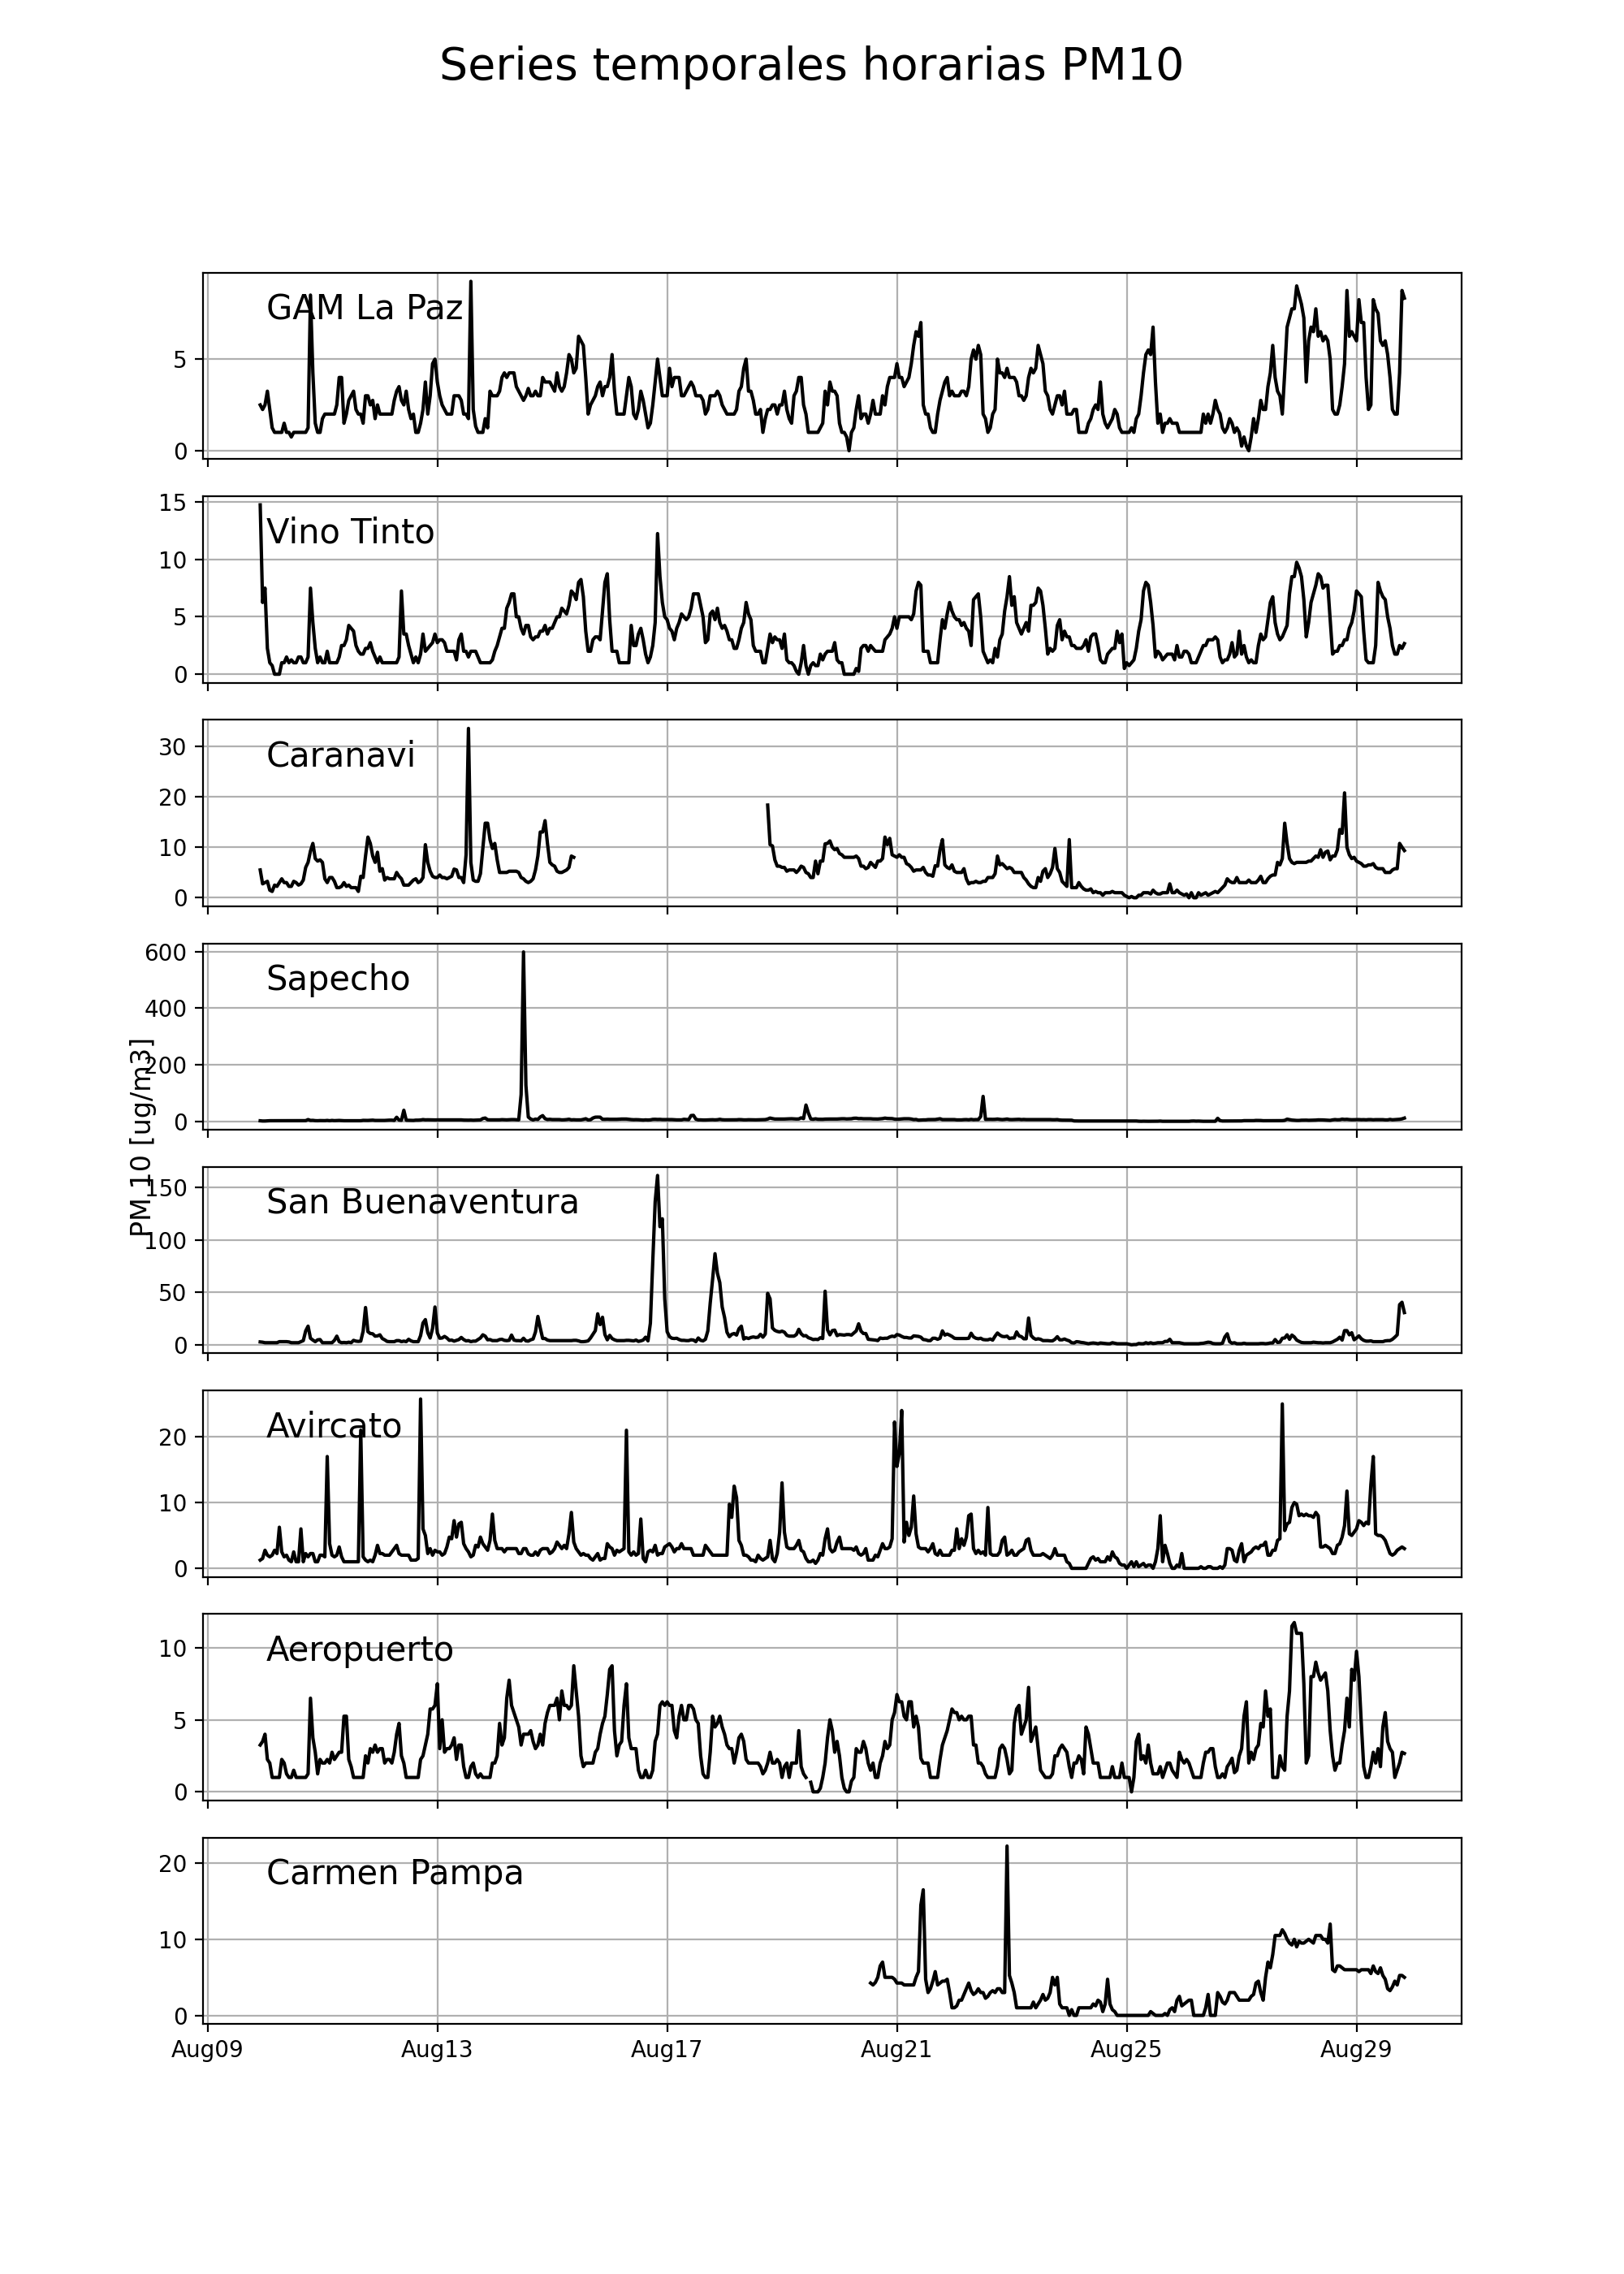 Series temporales horarias PM10
GAM La Paz
5
0
Vino Tinto
15
10
5
0
Caranavi
30
20
10
0
Sapecho
600
400
200
0
PM 10 [ug/m3]
San Buenaventura
150
100
50
0
Avircato
20
10
0
Aeropuerto
10
5
0
Carmen Pampa
20
10
0
Aug09 Aug13 Aug17 Aug21 Aug25 Aug29